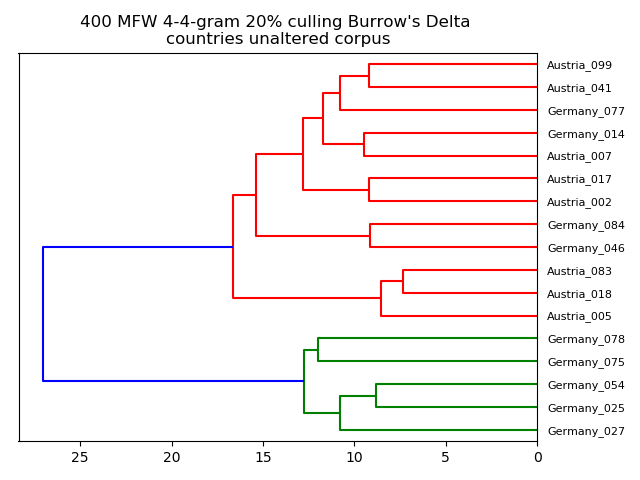 400 MFW 4-4-gram 20% culling Burrow's Delta
countries unaltered corpus
Austria_099
Austria_041
Germany_077
Germany_014
Austria_007
Austria_017
Austria_002
Germany_084
Germany_046
Austria_083
Austria_018
Austria_005
Germany_078
Germany_075
Germany_054
Germany_025
Germany_027
25 20 15 10 5 0